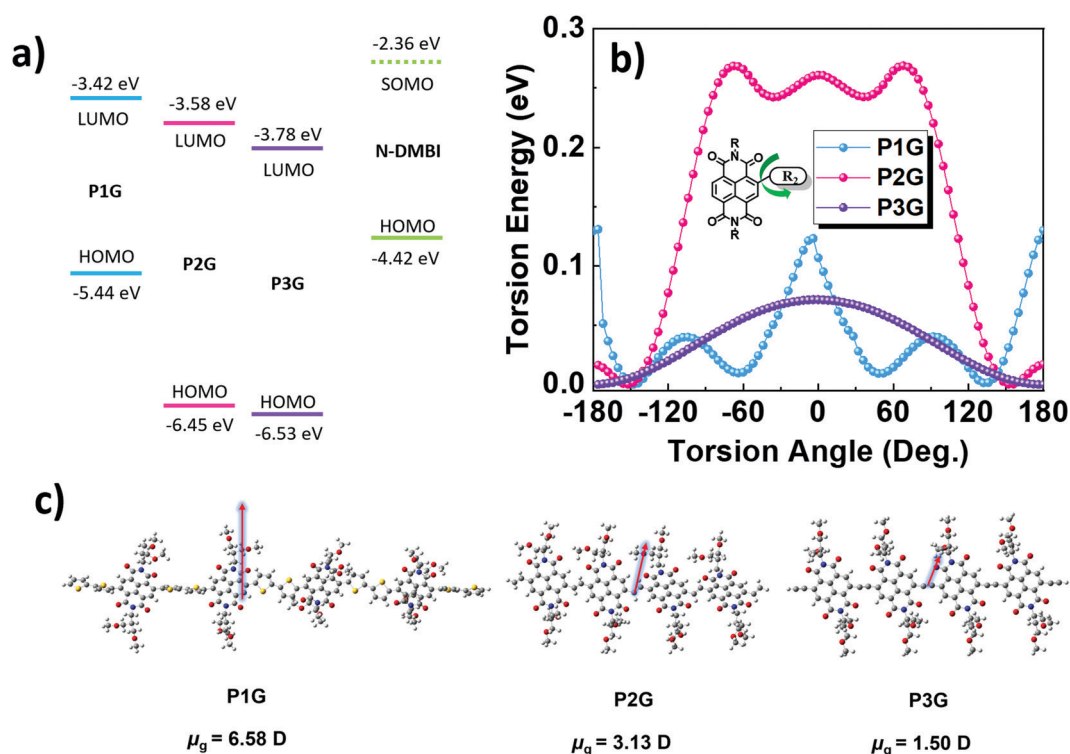 a)
-3.42 eV
LUMO
P1G
HOMO
-5.44 eV
-3.58 eV
LUMO
P2G
HOMO
-6.45 eV
-3.78 eV
LUMO
P3G
HOMO
-6.53 eV
-2.36 eV
SOMO
N-DMBI
HOMO
-4.42 eV
b)
Torsion Energy (eV)
0.3
0.2
0.1
0.0
-180 -120 -60 0 60 120 180
Torsion Angle (Deg.)
R
O N O
R2
O N O
R
P1G
P2G
P3G
c)
P1G
μg = 6.58 D
P2G
μg = 3.13 D
P3G
μg = 1.50 D